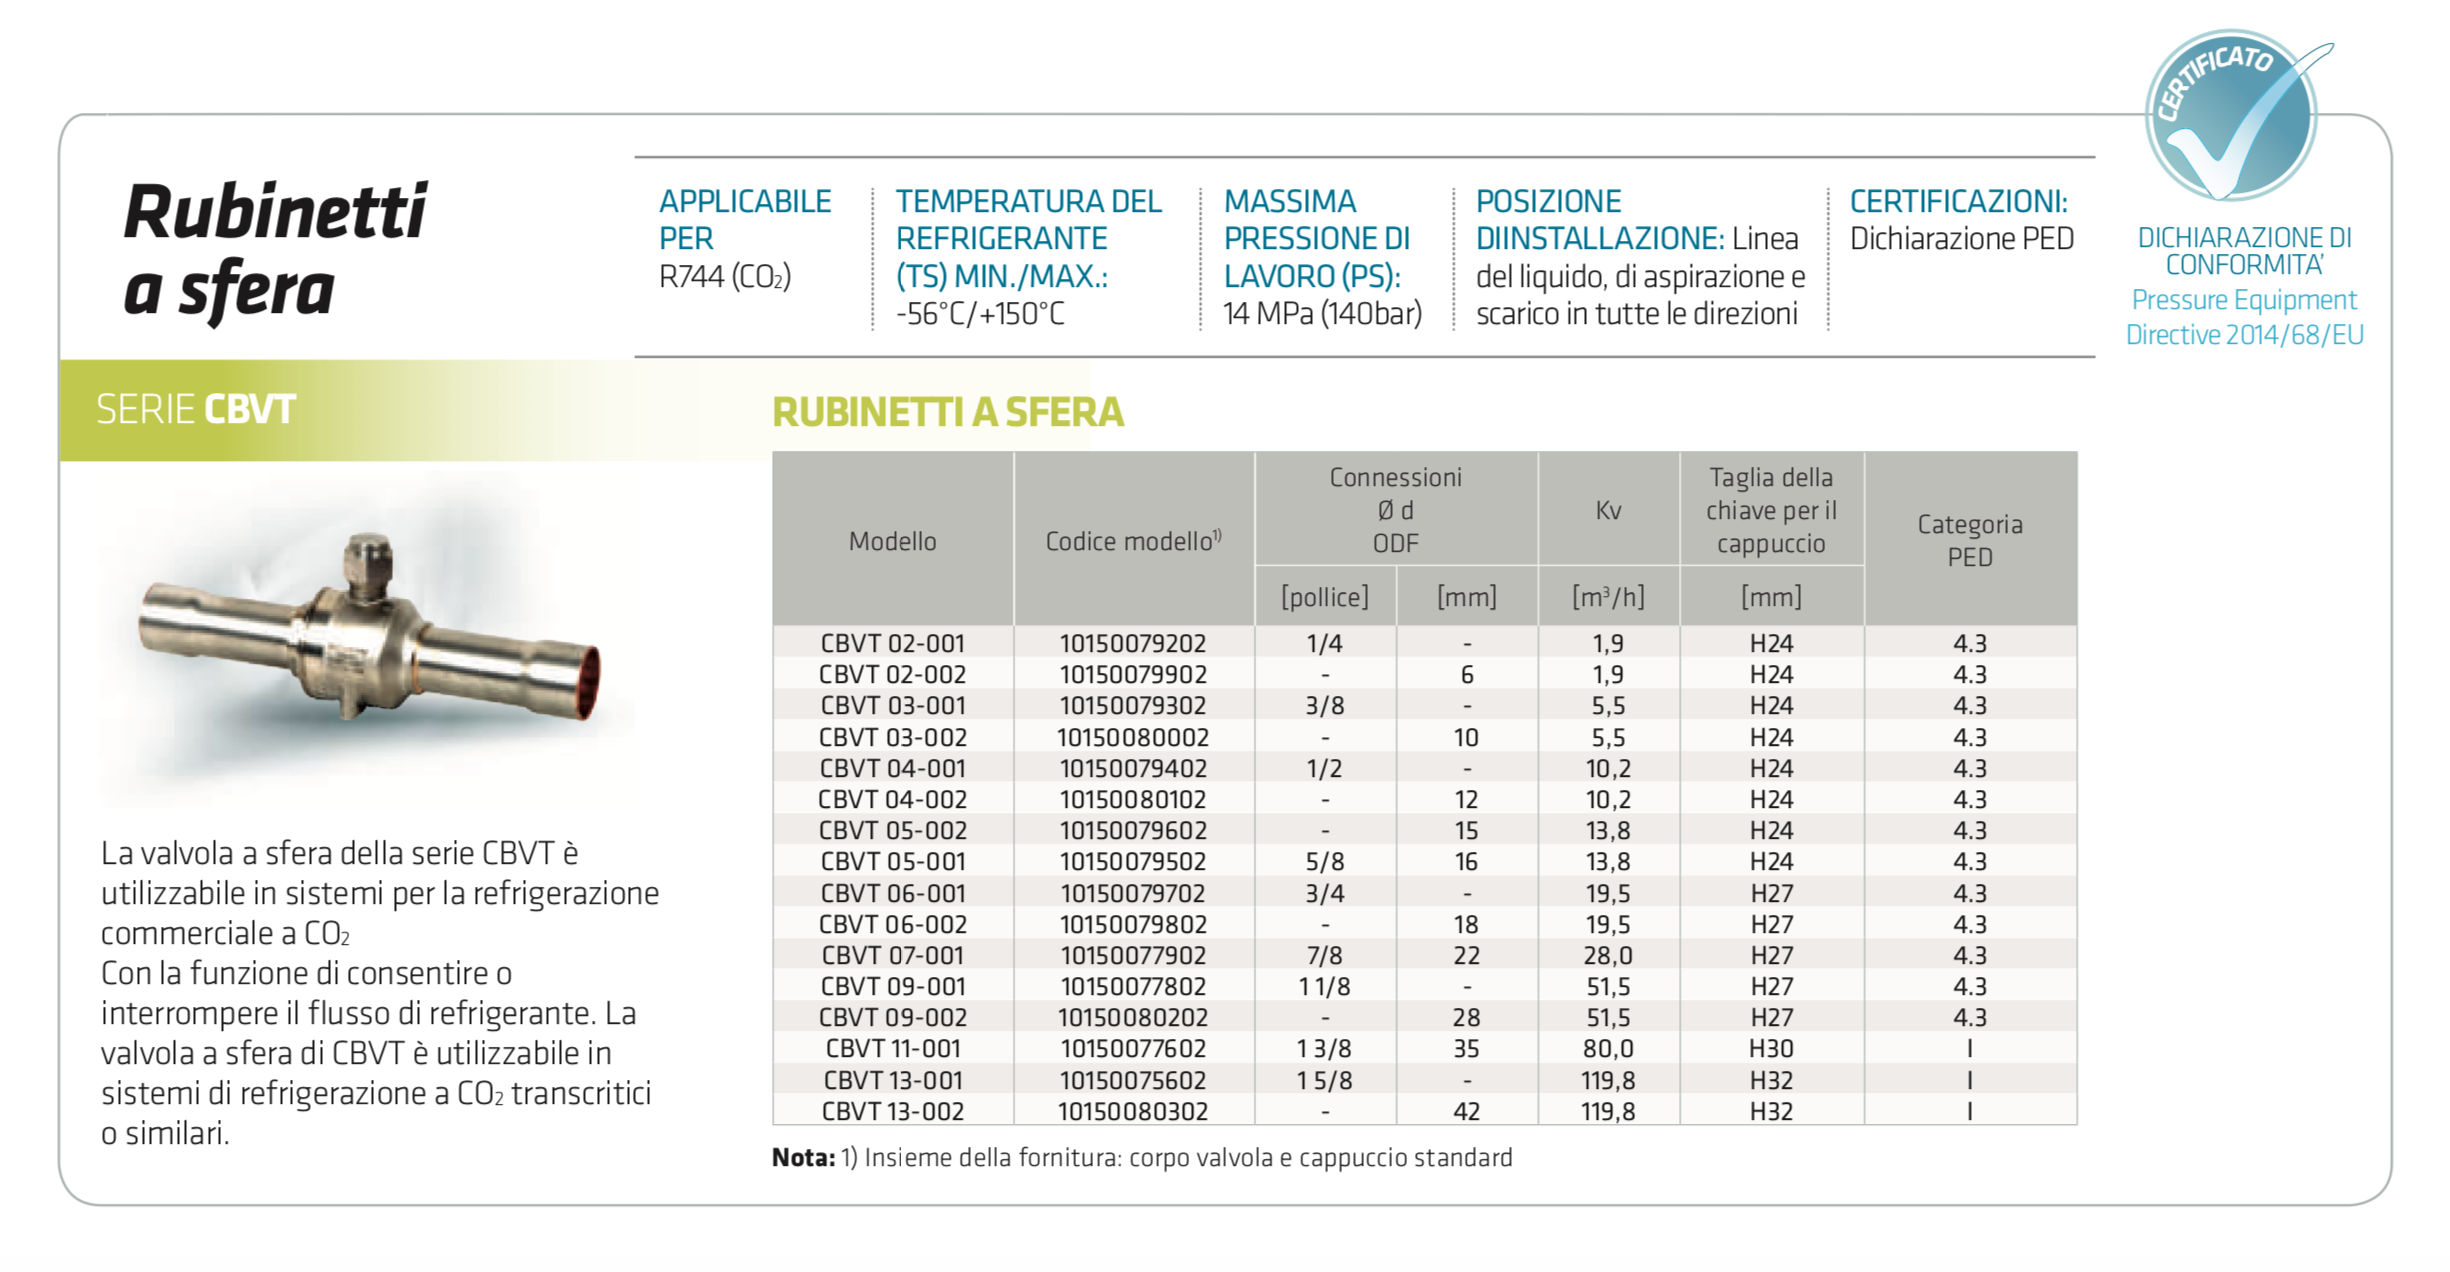 CERTIFICATO
Rubinetti
a sfera
APPLICABILE
PER
R744 (CO₂)
TEMPERATURA DEL
REFRIGERANTE
(TS) MIN./MAX.:
-56°C/+150°C
MASSIMA
PRESSIONE DI
LAVORO (PS):
14 MPa (140bar)
POSIZIONE
DIINSTALLAZIONE: Linea
del liquido, di aspirazione e
scarico in tutte le direzioni
CERTIFICAZIONI:
Dichiarazione PED
DICHIARAZIONE DI
CONFORMITA'
Pressure Equipment
Directive 2014/68/EU
SERIE CBVT
La valvola a sfera della serie CBVT è
utilizzabile in sistemi per la refrigerazione
commerciale a CO₂
Con la funzione di consentire o
interrompere il flusso di refrigerante. La
valvola a sfera di CBVT è utilizzabile in
sistemi di refrigerazione a CO₂ transcritici
o similari.
RUBINETTI A SFERA
Modello
Codice modello¹⁾
Connessioni
Ø d
ODF
Kv
Taglia della
chiave per il
cappuccio
Categoria
PED
[pollice] [mm] [m³/h] [mm]
CBVT 02-001 10150079202 1/4 - 1,9 H24 4.3
CBVT 02-002 10150079902 - 6 1,9 H24 4.3
CBVT 03-001 10150079302 3/8 - 5,5 H24 4.3
CBVT 03-002 10150080002 - 10 5,5 H24 4.3
CBVT 04-001 10150079402 1/2 - 10,2 H24 4.3
CBVT 04-002 10150080102 - 12 10,2 H24 4.3
CBVT 05-002 10150079602 - 15 13,8 H24 4.3
CBVT 05-001 10150079502 5/8 16 13,8 H24 4.3
CBVT 06-001 10150079702 3/4 - 19,5 H27 4.3
CBVT 06-002 10150079802 - 18 19,5 H27 4.3
CBVT 07-001 10150077902 7/8 22 28,0 H27 4.3
CBVT 09-001 10150077802 1 1/8 - 51,5 H27 4.3
CBVT 09-002 10150080202 - 28 51,5 H27 4.3
CBVT 11-001 10150077602 1 3/8 35 80,0 H30 I
CBVT 13-001 10150075602 1 5/8 - 119,8 H32 I
CBVT 13-002 10150080302 - 42 119,8 H32 I
Nota: 1) Insieme della fornitura: corpo valvola e cappuccio standard